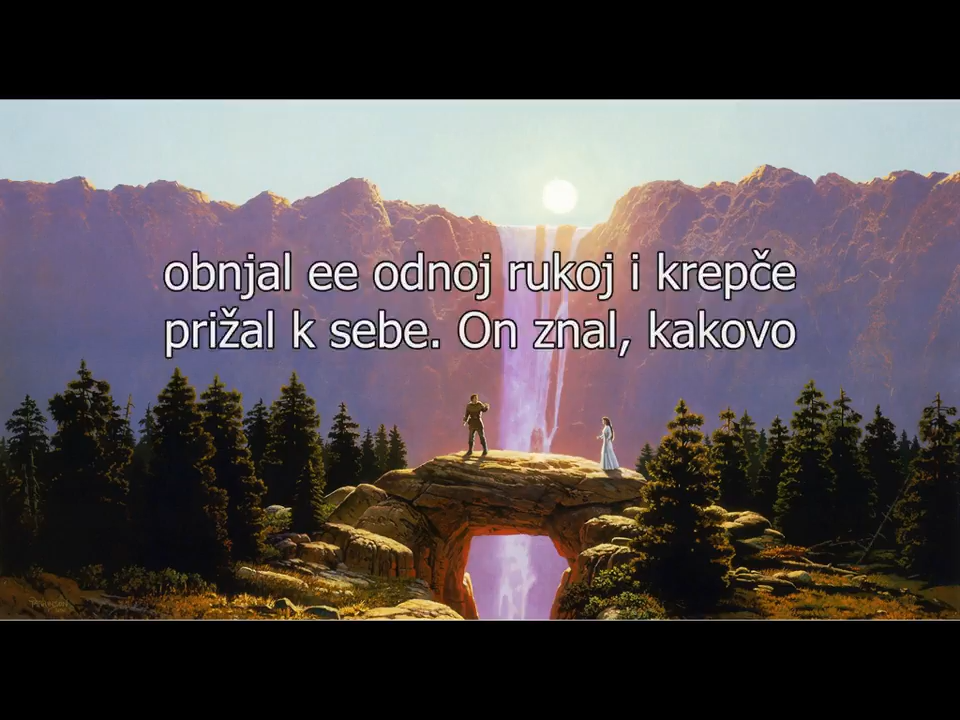 obnjal ee odnoj rukoj i krepče
prižal k sebe. On znal, kakovo